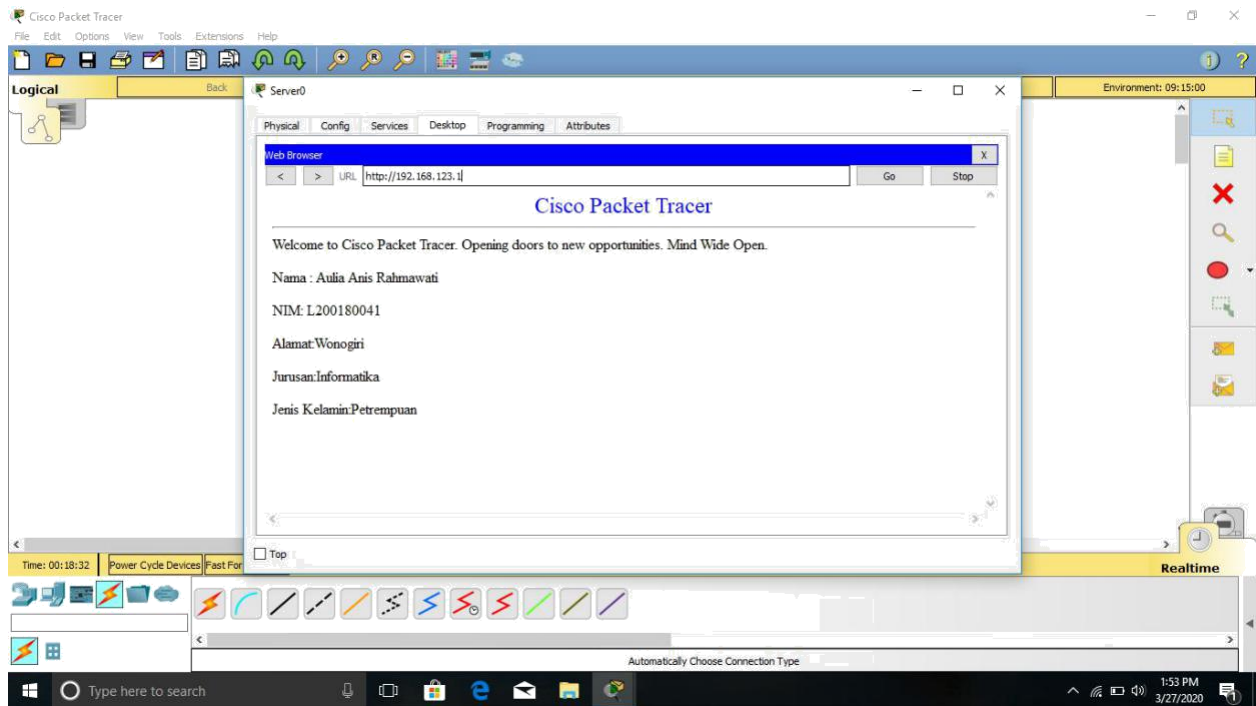 Cisco Packet Tracer
File Edit Options View Tools Extensions Help
Logical
Back
Environment: 09:15:00
Server0
Physical Config Services Desktop Programming Attributes
Web Browser
X
< > URL http://192.168.123.1 Go Stop
Cisco Packet Tracer
Welcome to Cisco Packet Tracer. Opening doors to new opportunities. Mind Wide Open.
Nama : Aulia Anis Rahmawati
NIM: L200180041
Alamat:Wonogiri
Jurusan:Informatika
Jenis Kelamin:Petrempuan
Top
Time: 00:18:32 Power Cycle Devices Fast For
Realtime
Automatically Choose Connection Type
Type here to search
1:53 PM
3/27/2020